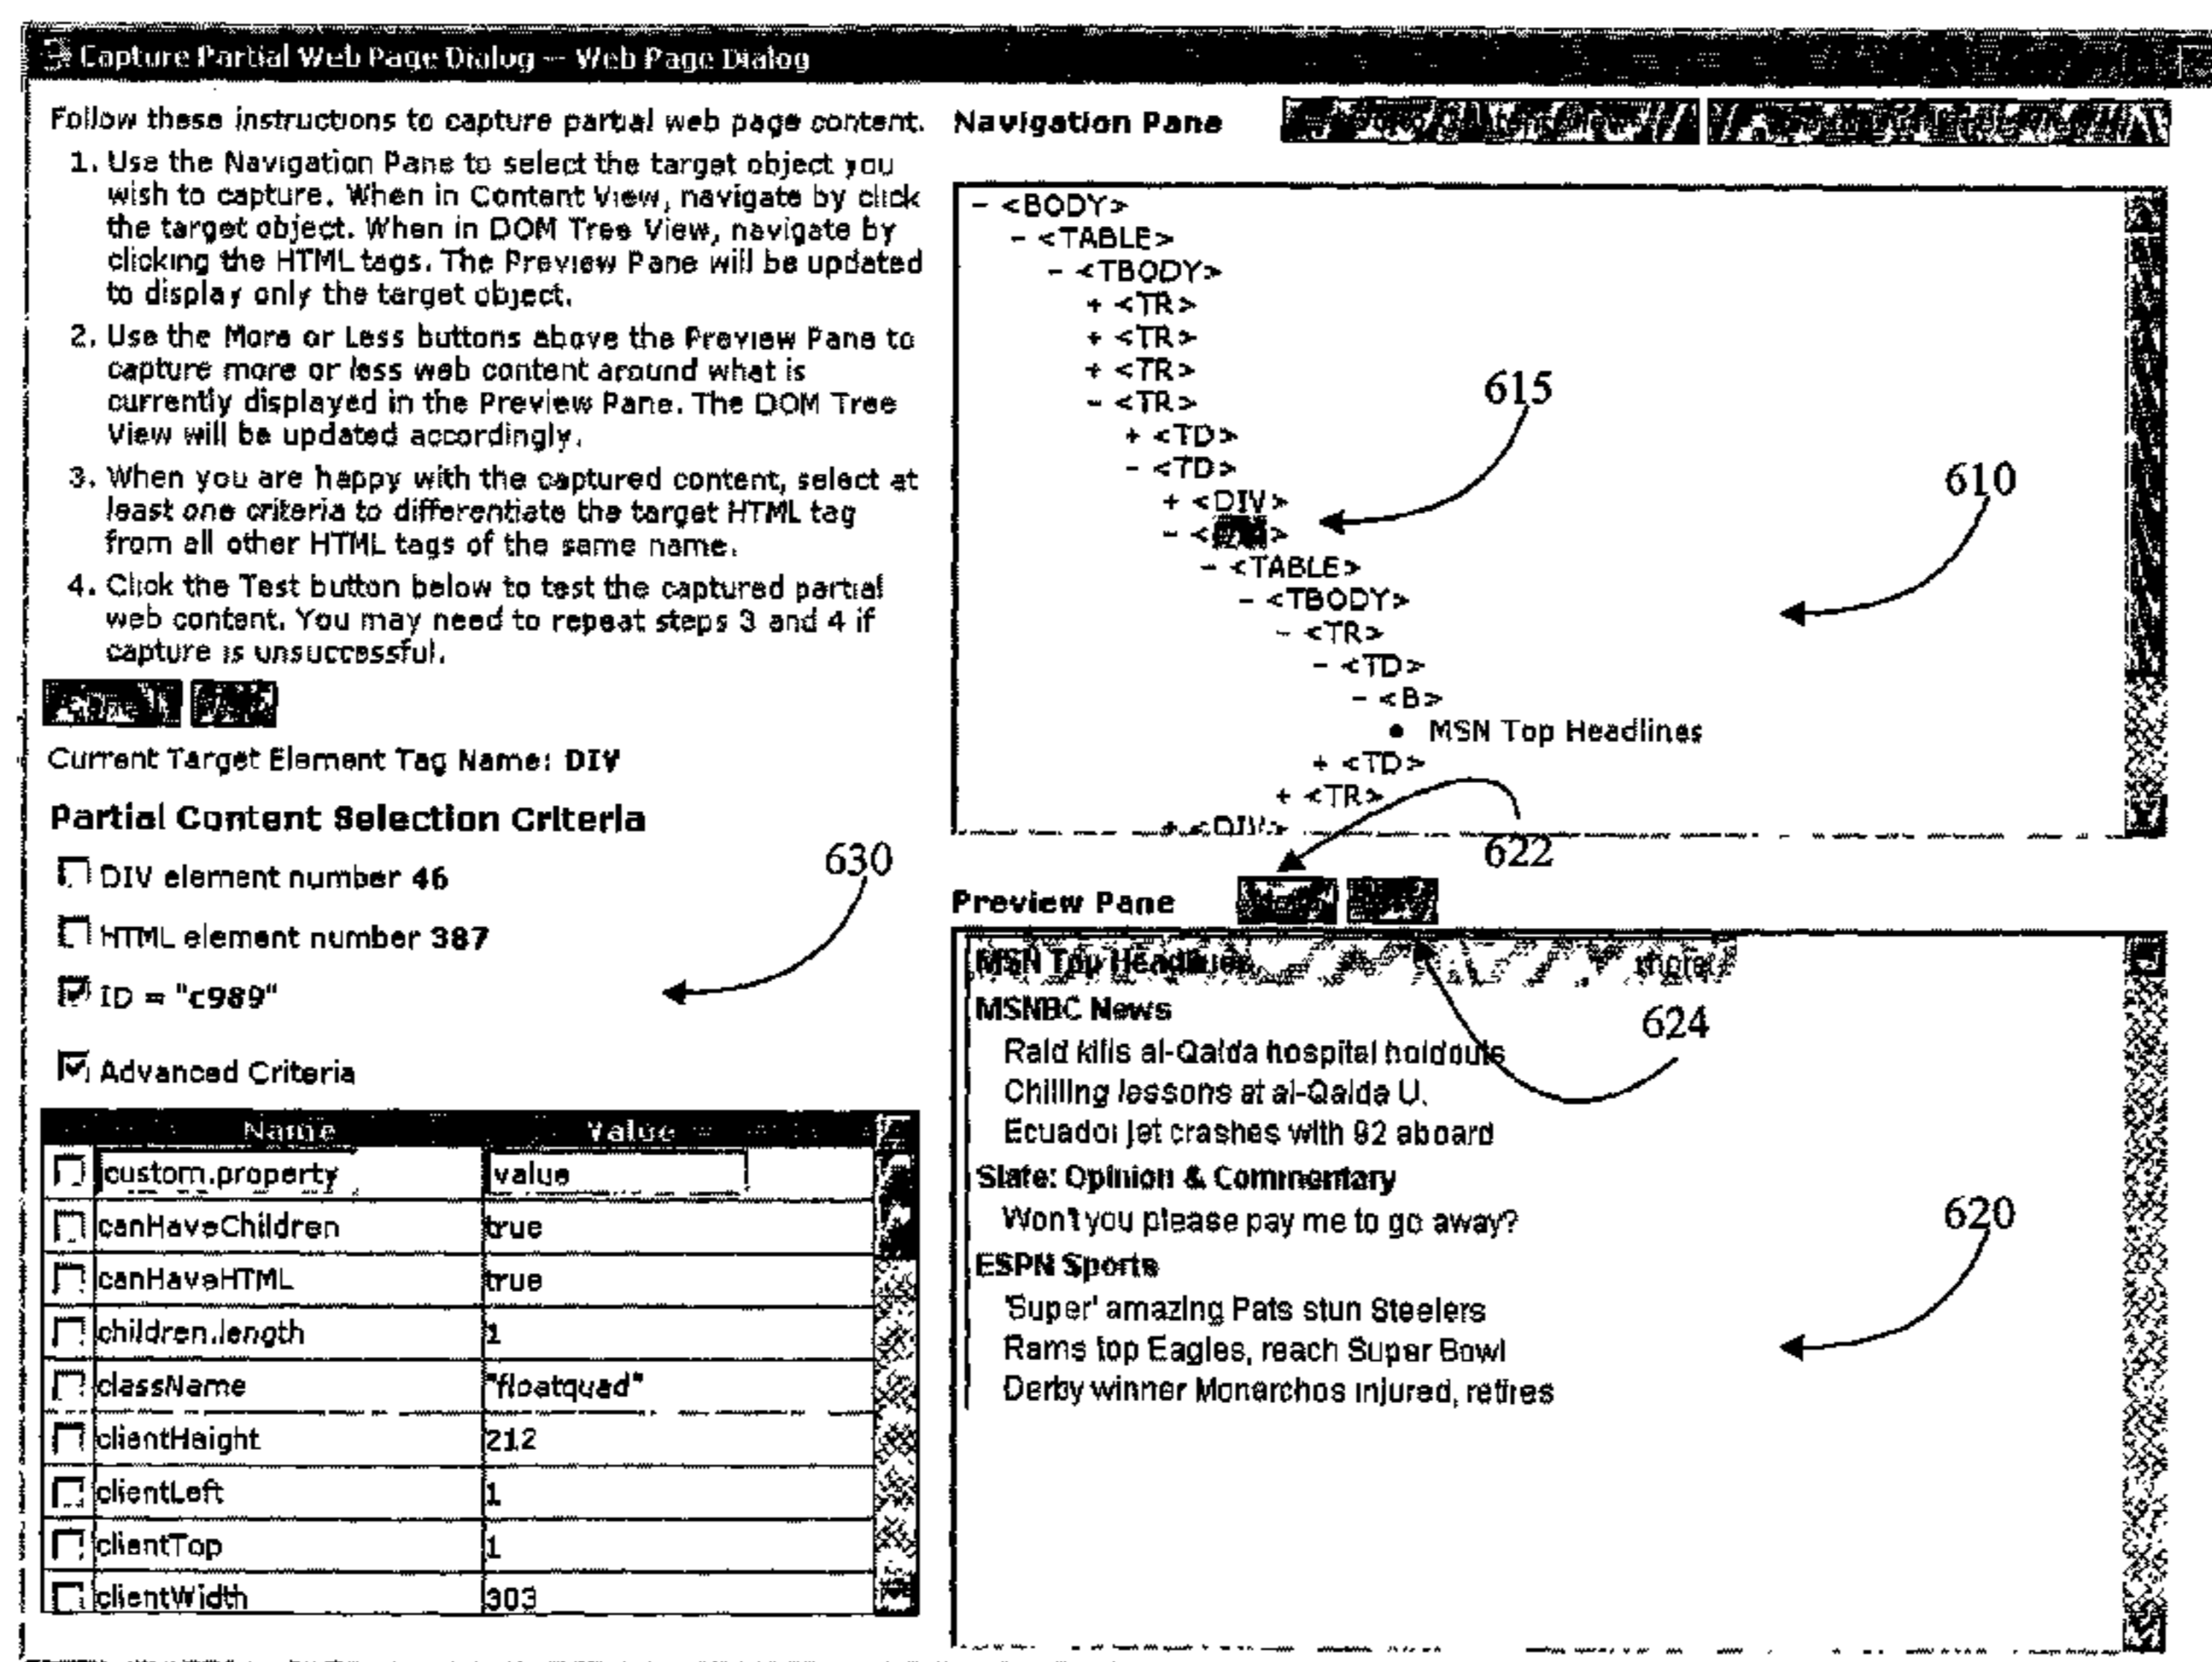 Capture Partial Web Page Dialog -- Web Page Dialog
Follow these instructions to capture partial web page content.
1. Use the Navigation Pane to select the target object you
wish to capture. When in Content View, navigate by click
the target object. When in DOM Tree View, navigate by
clicking the HTML tags. The Preview Pane will be updated
to display only the target object.
2. Use the More or Less buttons above the Preview Pane to
capture more or less web content around what is
currently displayed in the Preview Pane. The DOM Tree
View will be updated accordingly.
3. When you are happy with the captured content, select at
least one criteria to differentiate the target HTML tag
from all other HTML tags of the same name.
4. Click the Test button below to test the captured partial
web content. You may need to repeat steps 3 and 4 if
capture is unsuccessful.
Current Target Element Tag Name: DIV
Partial Content Selection Criteria
DIV element number 46
HTML element number 387
ID = "c989"
Advanced Criteria
630
Name Value
custom.property value
canHaveChildren true
canHaveHTML true
children.length 1
className "floatquad"
clientHeight 212
clientLeft 1
clientTop 1
clientWidth 303
Navigation Pane
- <BODY>
- <TABLE>
- <TBODY>
+ <TR>
+ <TR>
+ <TR>
- <TR>
+ <TD>
- <TD>
+ <DIV>
- < >
- <TABLE>
- <TBODY>
- <TR>
- <TD>
- <B>
• MSN Top Headlines
+ <TD>
+ <TR>
+ <DIV>
615
610
622
Preview Pane
MSN Top Headlines more
MSNBC News
Raid kills al-Qaida hospital holdouts
Chilling lessons at al-Qaida U.
Ecuador jet crashes with 92 aboard
Slate: Opinion & Commentary
Won't you please pay me to go away?
ESPN Sports
'Super' amazing Pats stun Steelers
Rams top Eagles, reach Super Bowl
Derby winner Monarchos injured, retires
624
620